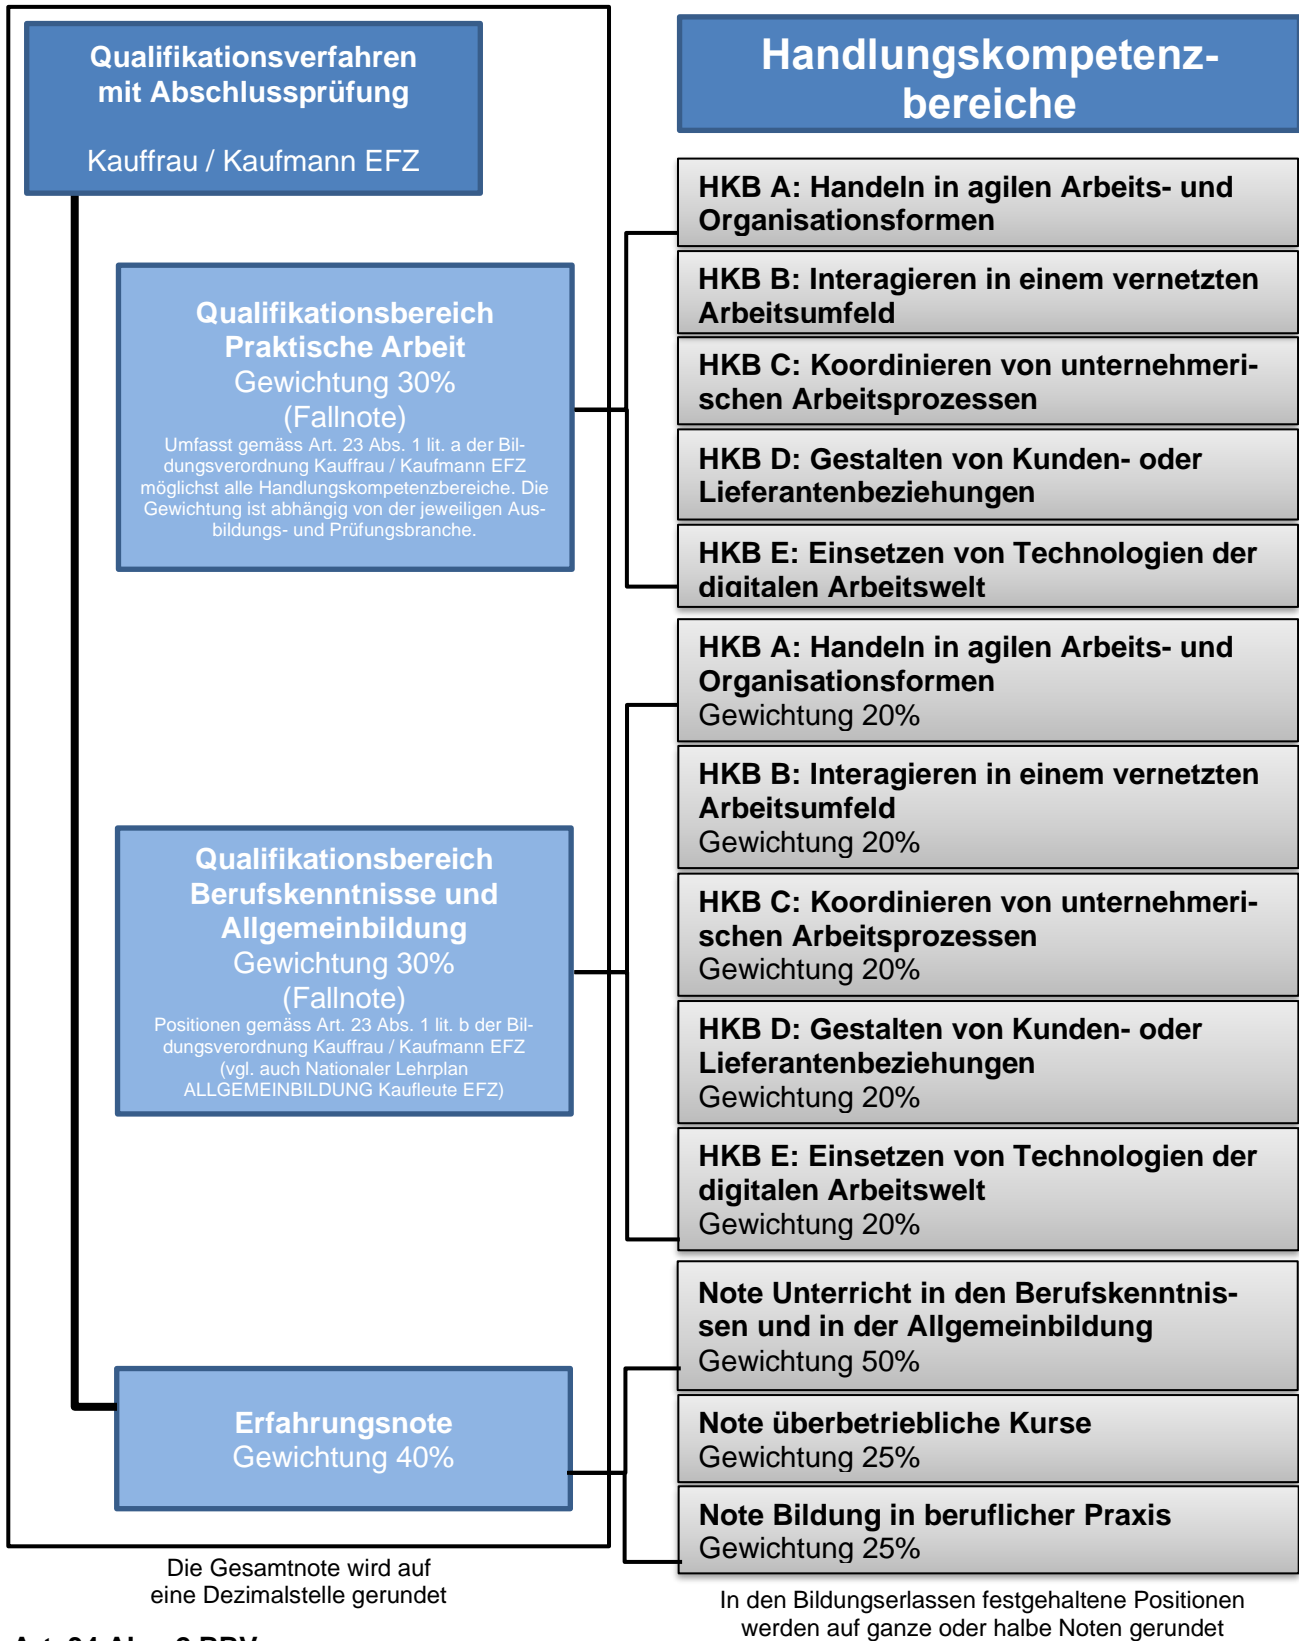 Qualifikationsverfahren
mit Abschlussprüfung
Kauffrau / Kaufmann EFZ
Handlungskompetenz-
bereiche
Qualifikationsbereich
Praktische Arbeit
Gewichtung 30%
(Fallnote)
Umfasst gemäss Art. 23 Abs. 1 lit. a der Bil-
dungsverordnung Kauffrau / Kaufmann EFZ
möglichst alle Handlungskompetenzbereiche. Die
Gewichtung ist abhängig von der jeweiligen Aus-
bildungs- und Prüfungsbranche.
HKB A: Handeln in agilen Arbeits- und
Organisationsformen
HKB B: Interagieren in einem vernetzten
Arbeitsumfeld
HKB C: Koordinieren von unternehmeri-
schen Arbeitsprozessen
HKB D: Gestalten von Kunden- oder
Lieferantenbeziehungen
HKB E: Einsetzen von Technologien der
digitalen Arbeitswelt
Qualifikationsbereich
Berufskenntnisse und
Allgemeinbildung
Gewichtung 30%
(Fallnote)
Positionen gemäss Art. 23 Abs. 1 lit. b der Bil-
dungsverordnung Kauffrau / Kaufmann EFZ
(vgl. auch Nationaler Lehrplan
ALLGEMEINBILDUNG Kaufleute EFZ)
HKB A: Handeln in agilen Arbeits- und
Organisationsformen
Gewichtung 20%
HKB B: Interagieren in einem vernetzten
Arbeitsumfeld
Gewichtung 20%
HKB C: Koordinieren von unternehmeri-
schen Arbeitsprozessen
Gewichtung 20%
HKB D: Gestalten von Kunden- oder
Lieferantenbeziehungen
Gewichtung 20%
HKB E: Einsetzen von Technologien der
digitalen Arbeitswelt
Gewichtung 20%
Erfahrungsnote
Gewichtung 40%
Note Unterricht in den Berufskenntnis-
sen und in der Allgemeinbildung
Gewichtung 50%
Note überbetriebliche Kurse
Gewichtung 25%
Note Bildung in beruflicher Praxis
Gewichtung 25%
Die Gesamtnote wird auf
eine Dezimalstelle gerundet
In den Bildungserlassen festgehaltene Positionen
werden auf ganze oder halbe Noten gerundet